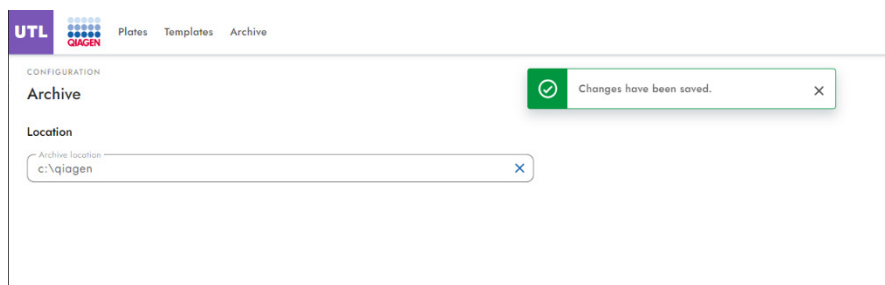 UTL QIAGEN Plates Templates Archive
CONFIGURATION
Archive
Changes have been saved.
Location
Archive location
c:\qiagen